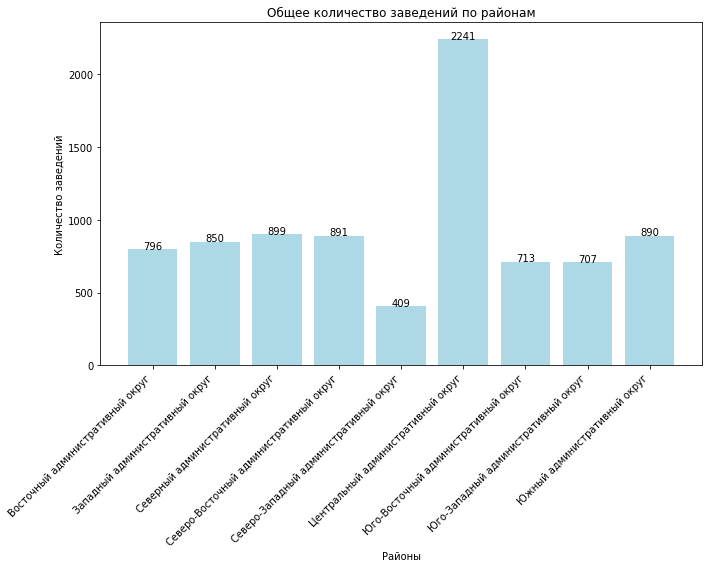 Общее количество заведений по районам
Количество заведений
2000
1500
1000
500
0
796
850
899
891
409
2241
713
707
890
Восточный административный округ
Западный административный округ
Северный административный округ
Северо-Восточный административный округ
Северо-Западный административный округ
Центральный административный округ
Юго-Восточный административный округ
Юго-Западный административный округ
Южный административный округ
Районы